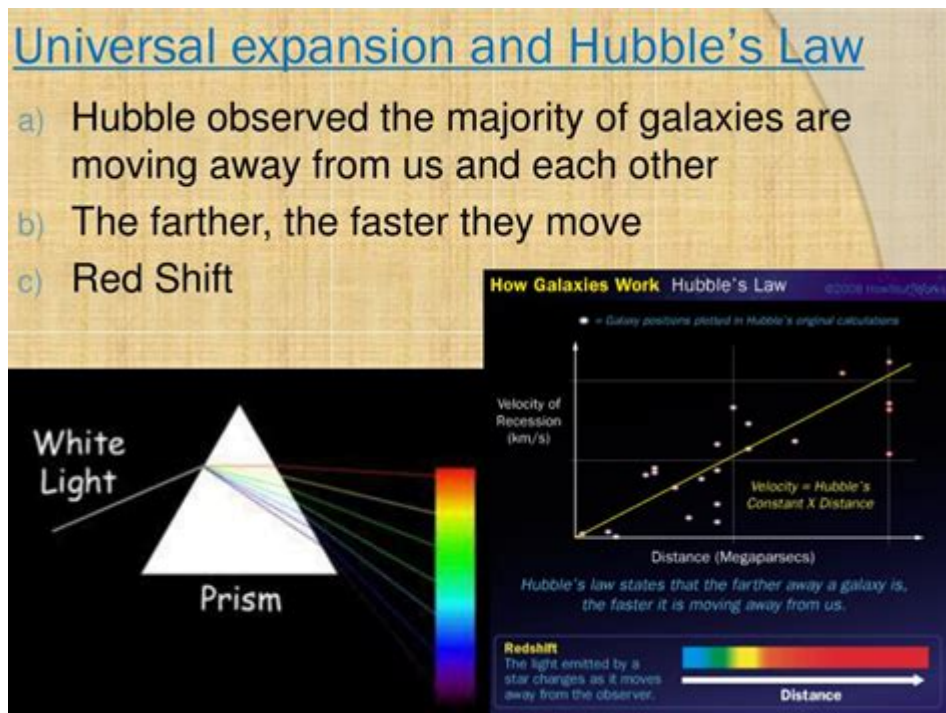 Universal expansion and Hubble's Law
a) Hubble observed the majority of galaxies are
moving away from us and each other
b) The farther, the faster they move
c) Red Shift
How Galaxies Work Hubble's Law ©2008 HowStuffWorks
= Galaxy positions plotted in Hubble's original calculations
Velocity of
Recession
(km/s)
Velocity = Hubble's
Constant X Distance
Distance (Megaparsecs)
Hubble's law states that the farther away a galaxy is,
the faster it is moving away from us.
Redshift
The light emitted by a
star changes as it moves
away from the observer.
Distance
White
Light
Prism